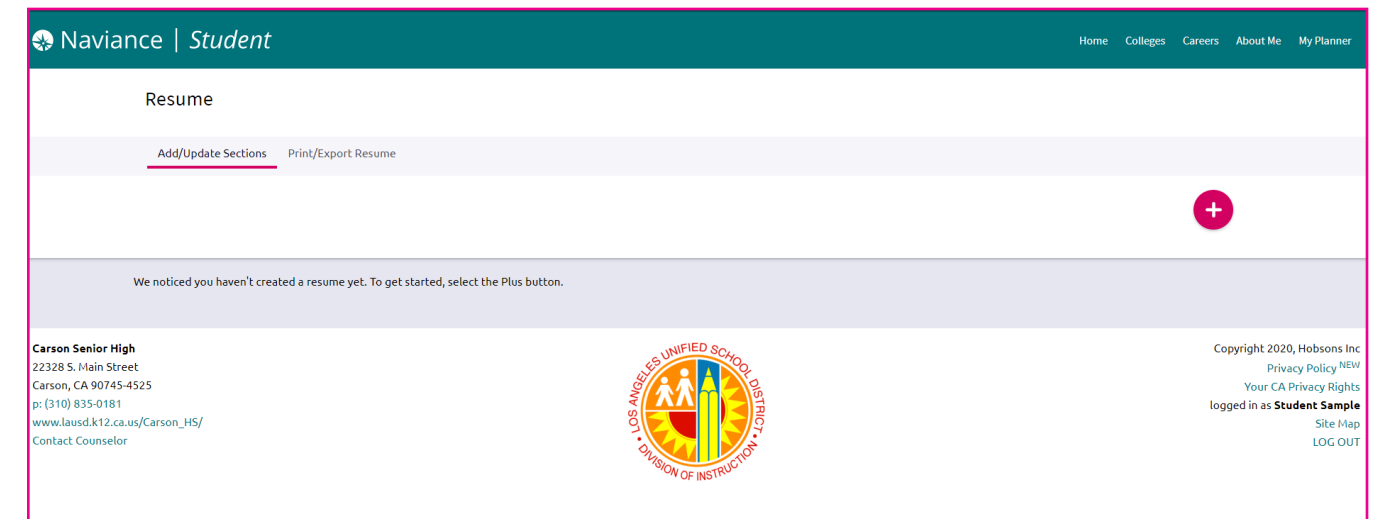 Naviance | Student
Home Colleges Careers About Me My Planner
Resume
Add/Update Sections Print/Export Resume
+
We noticed you haven't created a resume yet. To get started, select the Plus button.
Carson Senior High
22328 S. Main Street
Carson, CA 90745-4525
p: (310) 835-0181
www.lausd.k12.ca.us/Carson_HS/
Contact Counselor
LOS ANGELES UNIFIED SCHOOL DISTRICT
• DIVISION OF INSTRUCTION •
Copyright 2020, Hobsons Inc
Privacy Policy NEW
Your CA Privacy Rights
logged in as Student Sample
Site Map
LOG OUT